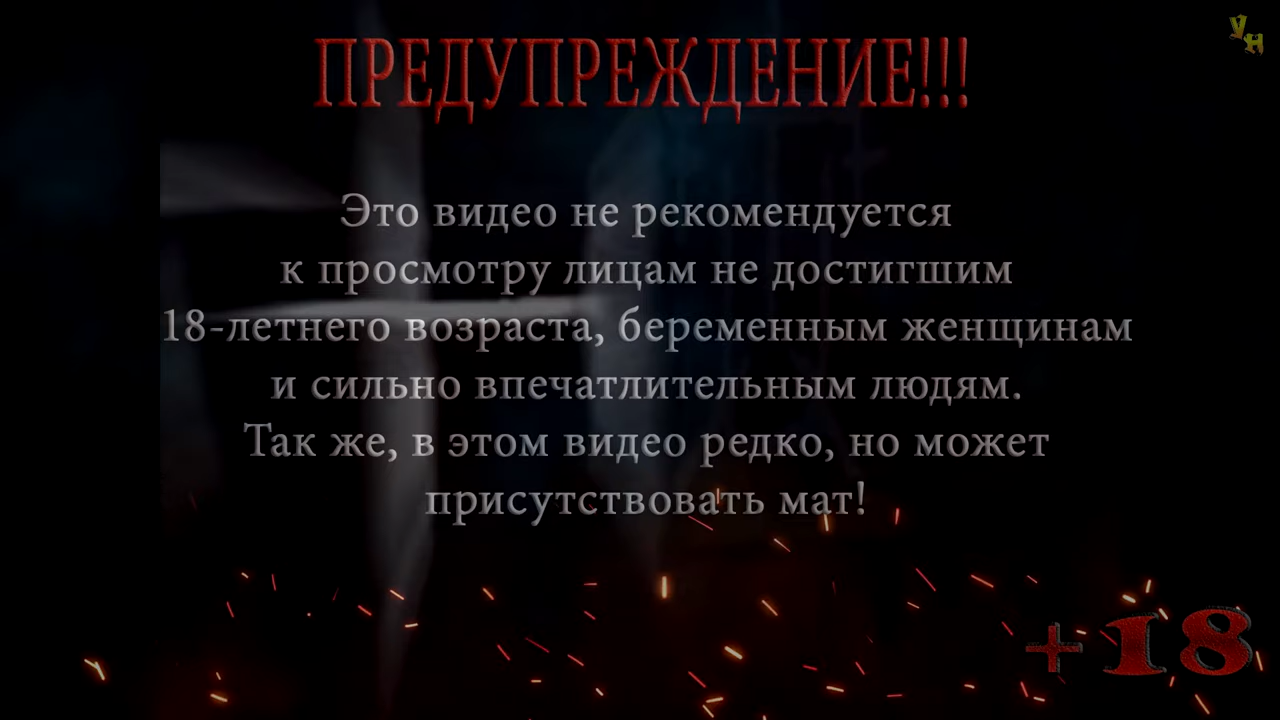 УН
ПРЕДУПРЕЖДЕНИЕ!!!
Это видео не рекомендуется
к просмотру лицам не достигшим
18-летнего возраста, беременным женщинам
и сильно впечатлительным людям.
Так же, в этом видео редко, но может
присутствовать мат!
+18